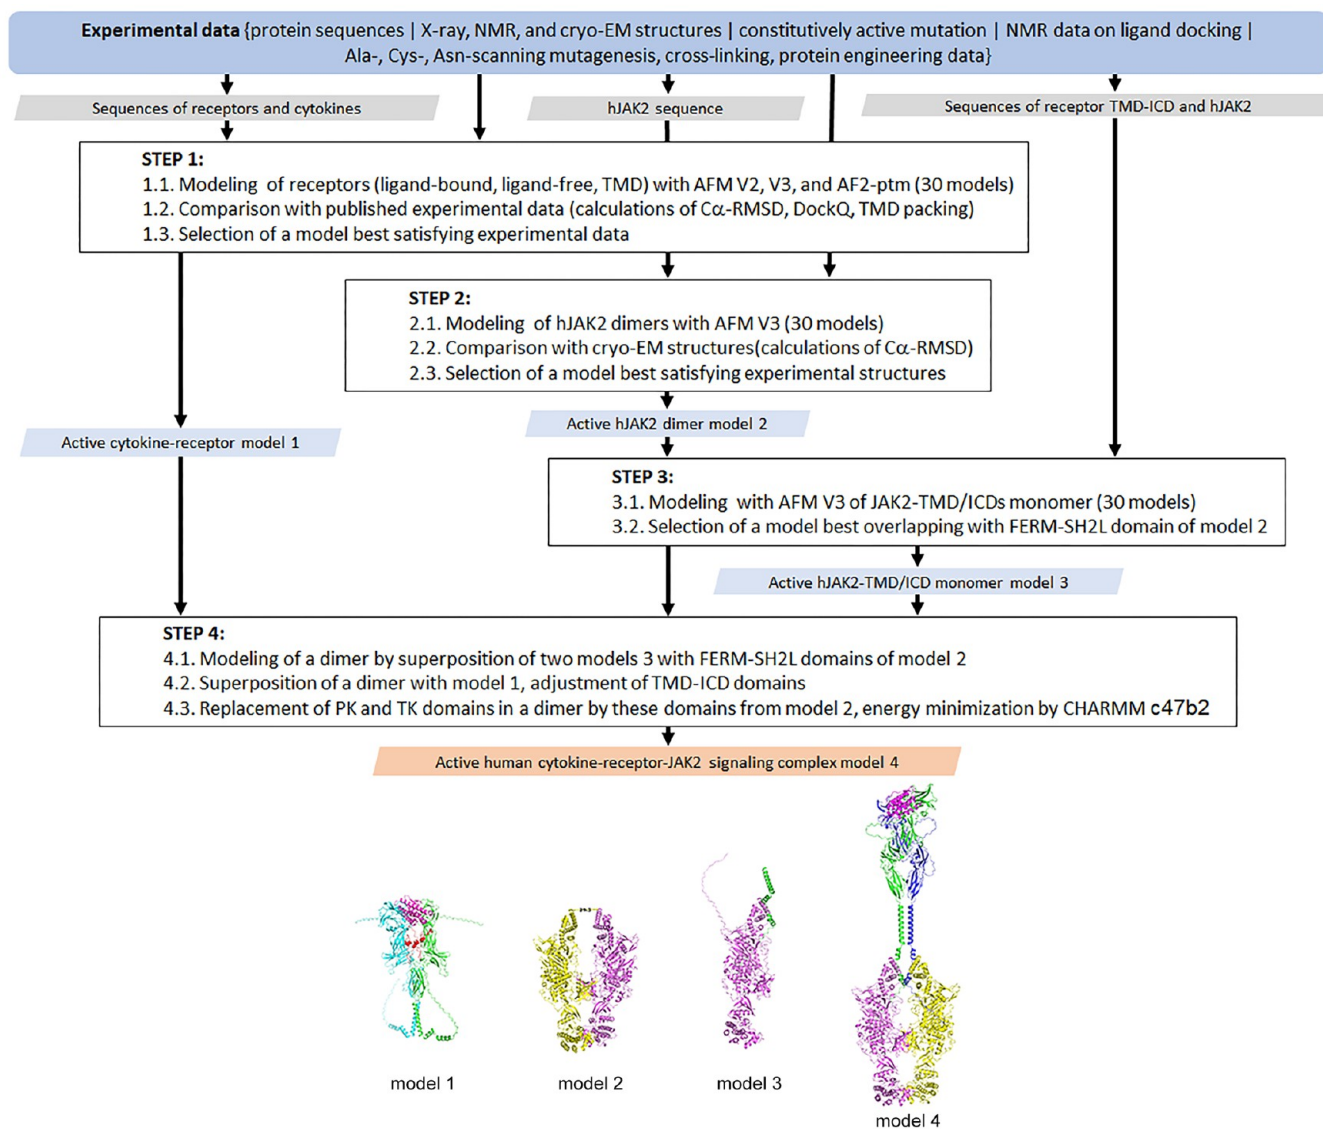 Experimental data {protein sequences | X-ray, NMR, and cryo-EM structures | constitutively active mutation | NMR data on ligand docking |
Ala-, Cys-, Asn-scanning mutagenesis, cross-linking, protein engineering data}
Sequences of receptors and cytokines
hJAK2 sequence
Sequences of receptor TMD-ICD and hJAK2
STEP 1:
1.1. Modeling of receptors (ligand-bound, ligand-free, TMD) with AFM V2, V3, and AF2-ptm (30 models)
1.2. Comparison with published experimental data (calculations of Cα-RMSD, DockQ, TMD packing)
1.3. Selection of a model best satisfying experimental data
STEP 2:
2.1. Modeling of hJAK2 dimers with AFM V3 (30 models)
2.2. Comparison with cryo-EM structures(calculations of Cα-RMSD)
2.3. Selection of a model best satisfying experimental structures
Active cytokine-receptor model 1
Active hJAK2 dimer model 2
STEP 3:
3.1. Modeling with AFM V3 of JAK2-TMD/ICDs monomer (30 models)
3.2. Selection of a model best overlapping with FERM-SH2L domain of model 2
Active hJAK2-TMD/ICD monomer model 3
STEP 4:
4.1. Modeling of a dimer by superposition of two models 3 with FERM-SH2L domains of model 2
4.2. Superposition of a dimer with model 1, adjustment of TMD-ICD domains
4.3. Replacement of PK and TK domains in a dimer by these domains from model 2, energy minimization by CHARMM c47b2
Active human cytokine-receptor-JAK2 signaling complex model 4
model 1
model 2
model 3
model 4